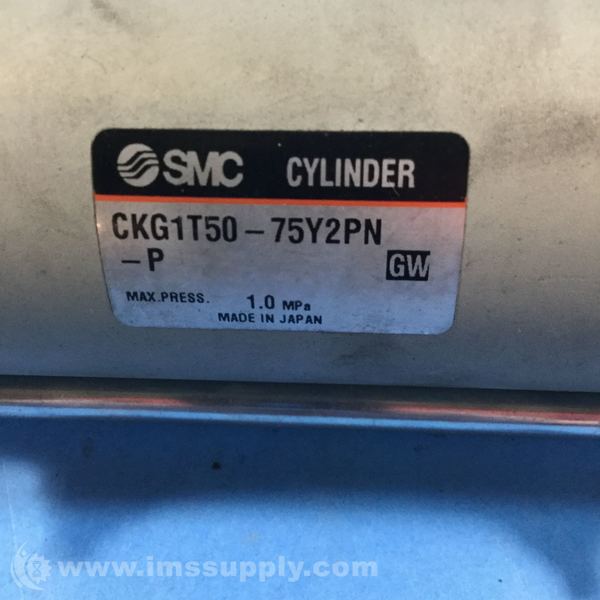 SMC CYLINDER
CKG1T50-75Y2PN
-P GW
MAX.PRESS. 1.0 MPa
MADE IN JAPAN
www.imssupply.com